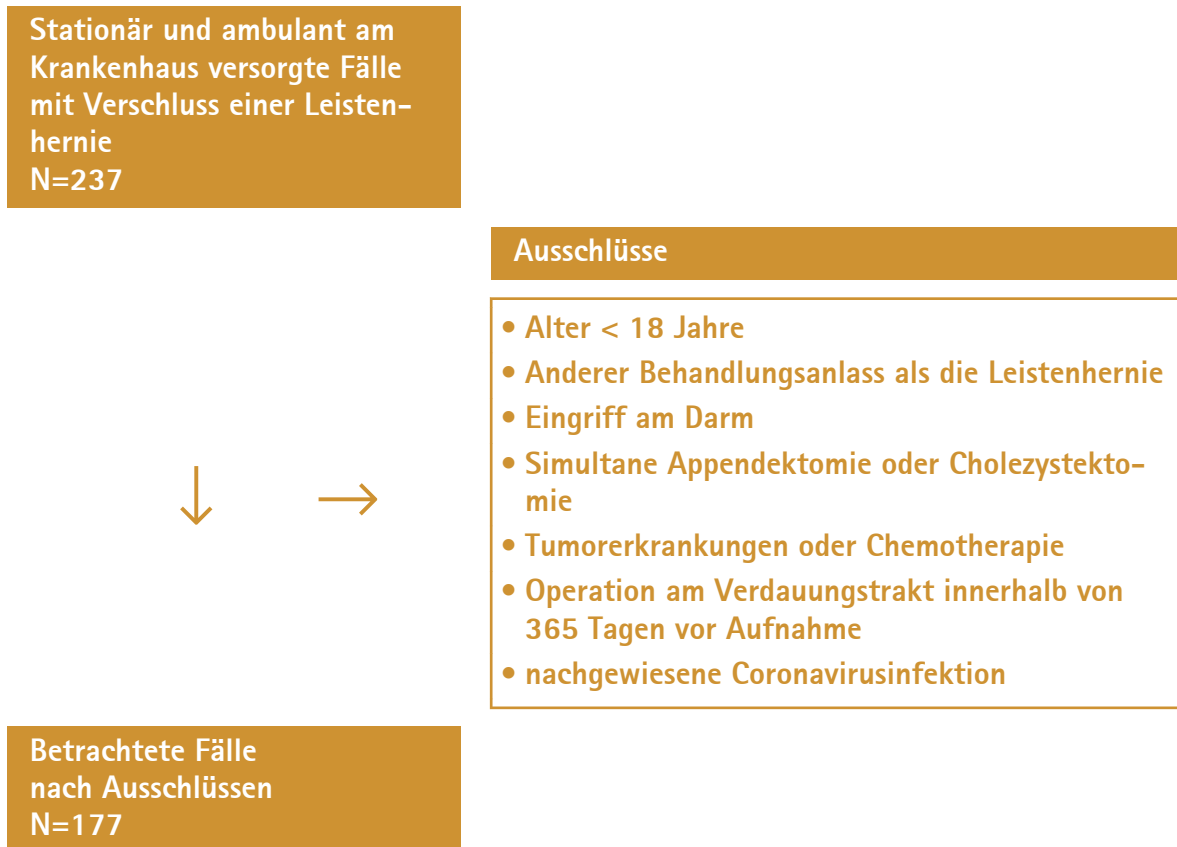 Stationär und ambulant am
Krankenhaus versorgte Fälle
mit Verschluss einer Leisten-
hernie
N=237
Ausschlüsse
• Alter < 18 Jahre
• Anderer Behandlungsanlass als die Leistenhernie
• Eingriff am Darm
• Simultane Appendektomie oder Cholezystekto-
mie
• Tumorerkrankungen oder Chemotherapie
• Operation am Verdauungstrakt innerhalb von
365 Tagen vor Aufnahme
• nachgewiesene Coronavirusinfektion
Betrachtete Fälle
nach Ausschlüssen
N=177